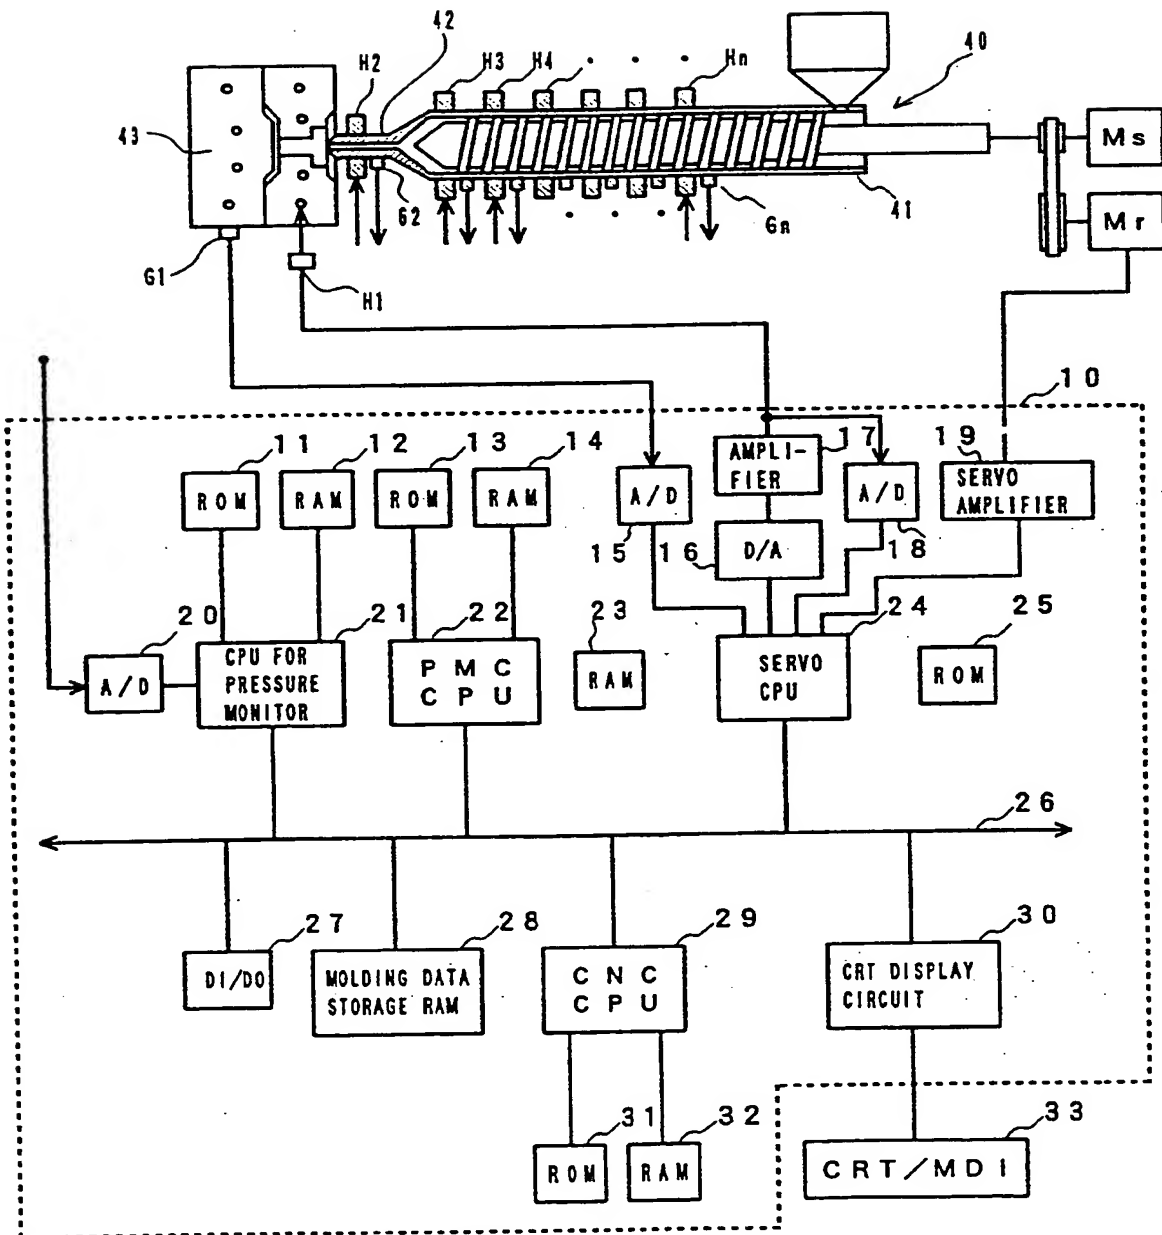 42
40
H2
H3
H4
Hn
43
Ms
Mr
G2
Gn
41
G1
H1
10
11
12
13
14
17
19
ROM
RAM
ROM
RAM
A/D
AMPLI-
FIER
A/D
SERVO
AMPLIFIER
15
16
D/A
18
20
21
22
23
24
25
A/D
CPU FOR
PRESSURE
MONITOR
PMC
CPU
RAM
SERVO
CPU
ROM
26
27
28
29
30
DI/DO
MOLDING DATA
STORAGE RAM
CNC
CPU
CRT DISPLAY
CIRCUIT
31
32
33
ROM
RAM
CRT/MDI